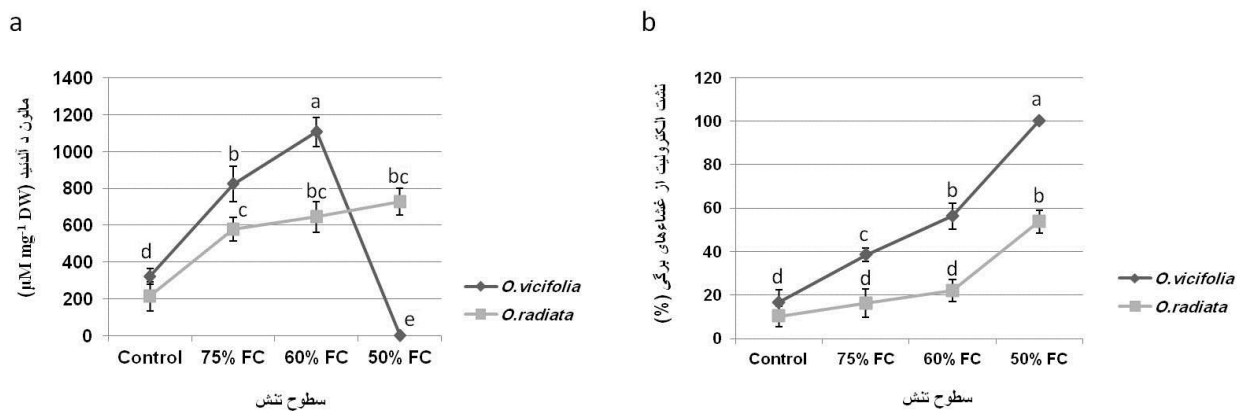 a
مالون د آلدئید (µM mg-1 DW)
1400
1200
1000
800
600
400
200
0
a
b
bc
bc
c
d
e
Control 75% FC 60% FC 50% FC
سطوح تنش
O.vicifolia
O.radiata
b
نشت الکترولیت از غشاءهای برگی (%)
120
100
80
60
40
20
0
a
b
b
c
d
d
d
Control 75% FC 60% FC 50% FC
سطوح تنش
O.vicifolia
O.radiata